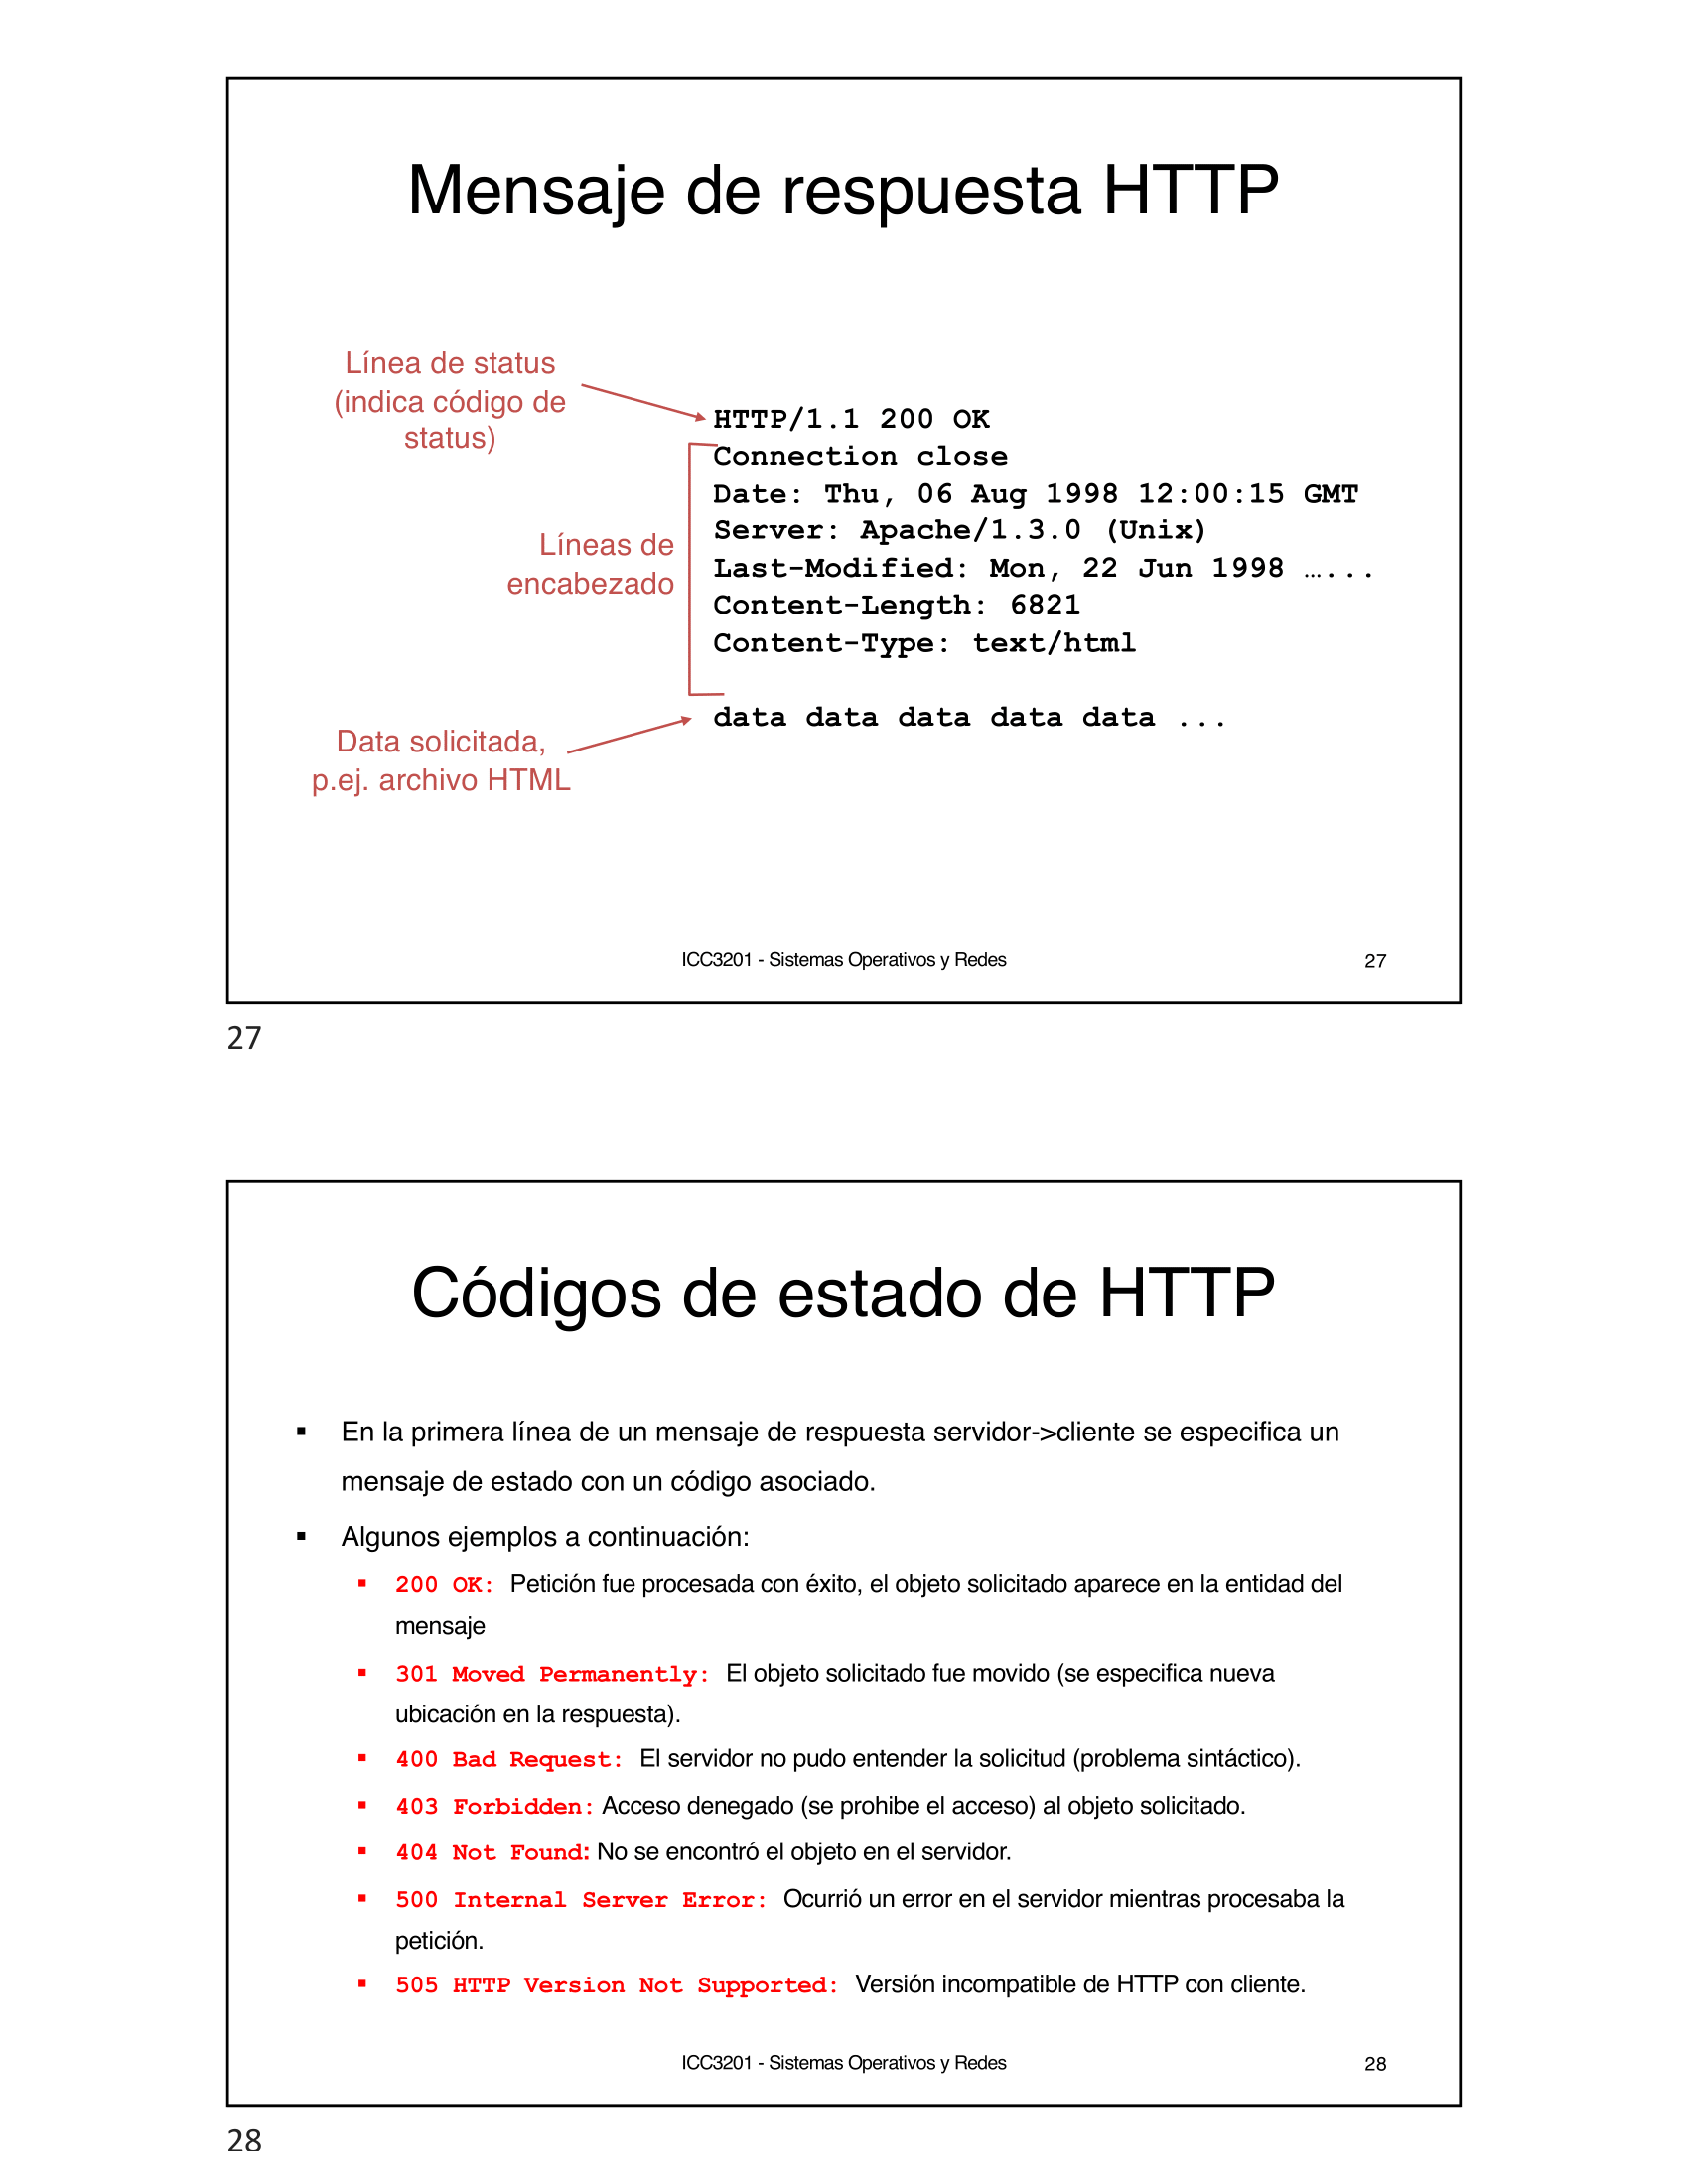 Mensaje de respuesta HTTP
Línea de status
(indica código de
status)
HTTP/1.1 200 OK
Connection close
Date: Thu, 06 Aug 1998 12:00:15 GMT
Server: Apache/1.3.0 (Unix)
Last-Modified: Mon, 22 Jun 1998 …...
Content-Length: 6821
Content-Type: text/html
Líneas de
encabezado
data data data data data ...
Data solicitada,
p.ej. archivo HTML
ICC3201 - Sistemas Operativos y Redes
27
27
Códigos de estado de HTTP
▪ En la primera línea de un mensaje de respuesta servidor->cliente se especifica un
mensaje de estado con un código asociado.
▪ Algunos ejemplos a continuación:
▪ 200 OK: Petición fue procesada con éxito, el objeto solicitado aparece en la entidad del
mensaje
▪ 301 Moved Permanently: El objeto solicitado fue movido (se especifica nueva
ubicación en la respuesta).
▪ 400 Bad Request: El servidor no pudo entender la solicitud (problema sintáctico).
▪ 403 Forbidden: Acceso denegado (se prohibe el acceso) al objeto solicitado.
▪ 404 Not Found: No se encontró el objeto en el servidor.
▪ 500 Internal Server Error: Ocurrió un error en el servidor mientras procesaba la
petición.
▪ 505 HTTP Version Not Supported: Versión incompatible de HTTP con cliente.
ICC3201 - Sistemas Operativos y Redes
28
28